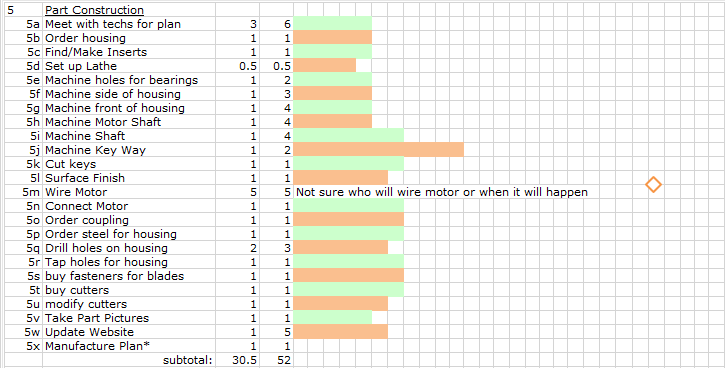 5 Part Construction
5a Meet with techs for plan 3 6
5b Order housing 1 1
5c Find/Make Inserts 1 1
5d Set up Lathe 0.5 0.5
5e Machine holes for bearings 1 2
5f Machine side of housing 1 3
5g Machine front of housing 1 4
5h Machine Motor Shaft 1 4
5i Machine Shaft 1 4
5j Machine Key Way 1 2
5k Cut keys 1 1
5l Surface Finish 1 1
5m Wire Motor 5 5 Not sure who will wire motor or when it will happen
5n Connect Motor 1 1
5o Order coupling 1 1
5p Order steel for housing 1 1
5q Drill holes on housing 2 3
5r Tap holes for housing 1 1
5s buy fasteners for blades 1 1
5t buy cutters 1 1
5u modify cutters 1 1
5v Take Part Pictures 1 1
5w Update Website 1 5
5x Manufacture Plan* 1 1
subtotal: 30.5 52